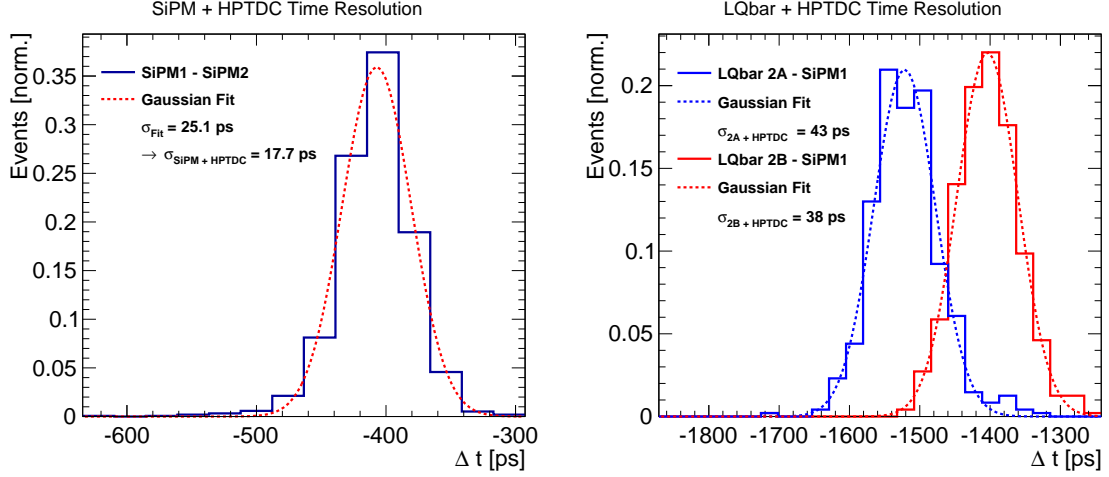 SiPM + HPTDC Time Resolution
Events [norm.]
0.35
0.3
0.25
0.2
0.15
0.1
0.05
0
SiPM1 - SiPM2
Gaussian Fit
σFit = 25.1 ps
→ σSiPM + HPTDC = 17.7 ps
-600
-500
-400
-300
Δ t [ps]
LQbar + HPTDC Time Resolution
Events [norm.]
0.2
0.15
0.1
0.05
0
LQbar 2A - SiPM1
Gaussian Fit
σ2A + HPTDC = 43 ps
LQbar 2B - SiPM1
Gaussian Fit
σ2B + HPTDC = 38 ps
-1800
-1700
-1600
-1500
-1400
-1300
Δ t [ps]